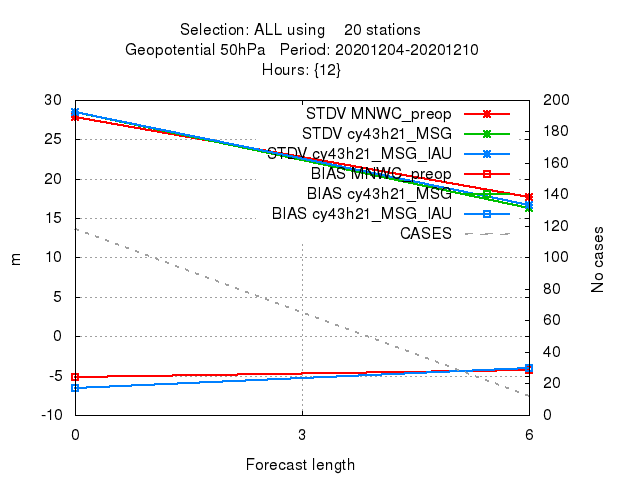 Selection: ALL using    20 stations
Geopotential 50hPa   Period: 20201204-20201210
Hours: {12}
30
25
20
15
10
5
0
-5
-10
m
STDV MNWC_preop
STDV cy43h21_MSG
STDV cy43h21_MSG_IAU
BIAS MNWC_preop
BIAS cy43h21_MSG
BIAS cy43h21_MSG_IAU
CASES
200
180
160
140
120
100
80
60
40
20
0
No cases
0 3 6
Forecast length